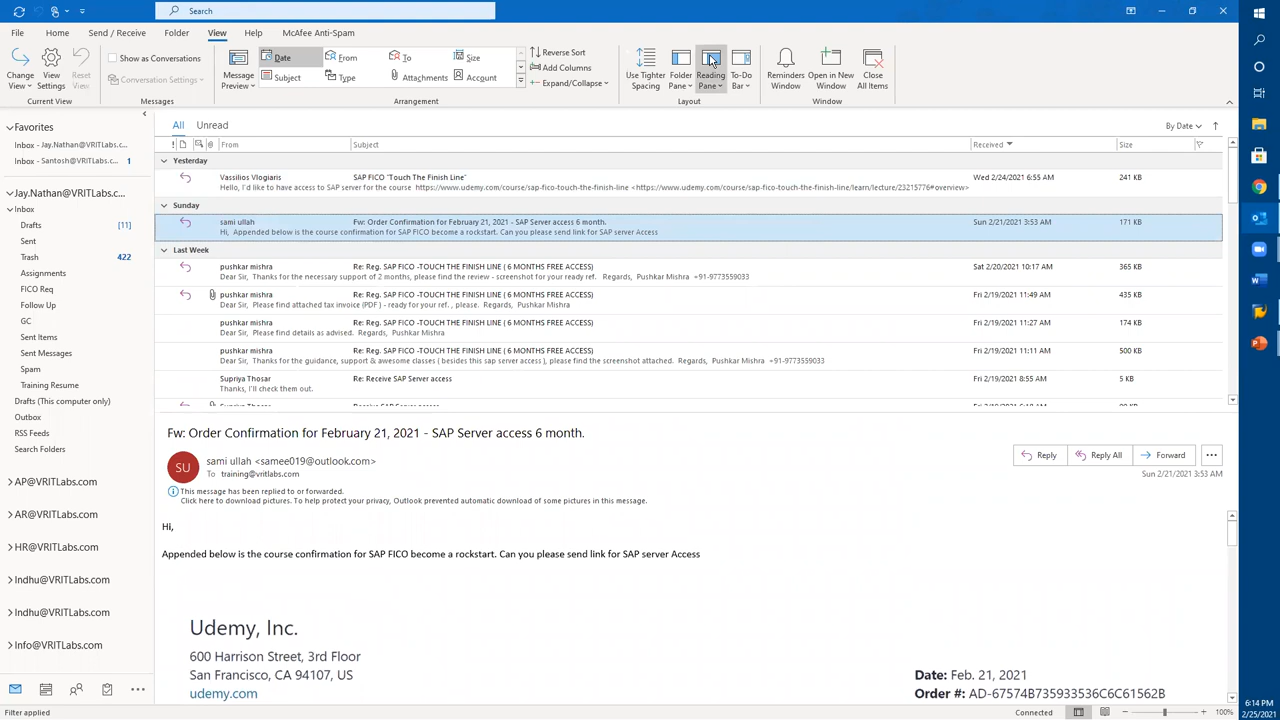 Search
File Home Send / Receive Folder View Help McAfee Anti-Spam
Show as Conversations
Conversation Settings
Change View
View Settings
Reset View
Message Preview
Date From To Size
Subject Type Attachments Account
Reverse Sort
Add Columns
Expand/Collapse
Use Tighter Spacing
Folder Pane
Reading Pane
To-Do Bar
Reminders Window
Open in New Window
Close All Items
Current View Messages Arrangement Layout Window
Favorites
Inbox - Jay.Nathan@VRITLabs.c...
Inbox - Santosh@VRITLabs.c... 1
Jay.Nathan@VRITLabs.c...
Inbox
Drafts [11]
Sent
Trash 422
Assignments
FICO Req
Follow Up
GC
Sent Items
Sent Messages
Spam
Training Resume
Drafts (This computer only)
Outbox
RSS Feeds
Search Folders
AP@VRITLabs.com
AR@VRITLabs.com
HR@VRITLabs.com
Indhu@VRITLabs.com
Indhu@VRITLabs.com
Info@VRITLabs.com
All Unread By Date
From Subject Received Size
Yesterday
Vassilios Vlogiaris SAP FICO "Touch The Finish Line" Wed 2/24/2021 6:55 AM 241 KB
Hello, I'd like to have access to SAP server for the course https://www.udemy.com/course/sap-fico-touch-the-finish-line <https://www.udemy.com/course/sap-fico-touch-the-finish-line/learn/lecture/23215776#overview>
Sunday
sami ullah Fw: Order Confirmation for February 21, 2021 - SAP Server access 6 month. Sun 2/21/2021 3:53 AM 171 KB
Hi, Appended below is the course confirmation for SAP FICO become a rockstart. Can you please send link for SAP server Access
Last Week
pushkar mishra Re: Reg. SAP FICO -TOUCH THE FINISH LINE ( 6 MONTHS FREE ACCESS) Sat 2/20/2021 10:17 AM 365 KB
Dear Sir, Thanks for the necessary support of 2 months, please find the review - screenshot for your ready ref. Regards, Pushkar Mishra +91-9773559033
pushkar mishra Re: Reg. SAP FICO -TOUCH THE FINISH LINE ( 6 MONTHS FREE ACCESS) Fri 2/19/2021 11:49 AM 435 KB
Dear Sir, Please find attached tax invoice (PDF ) - ready for your ref. , please. Regards, Pushkar Mishra
pushkar mishra Re: Reg. SAP FICO -TOUCH THE FINISH LINE ( 6 MONTHS FREE ACCESS) Fri 2/19/2021 11:27 AM 174 KB
Dear Sir, Please find details as advised. Regards, Pushkar Mishra
pushkar mishra Re: Reg. SAP FICO -TOUCH THE FINISH LINE ( 6 MONTHS FREE ACCESS) Fri 2/19/2021 11:11 AM 500 KB
Dear Sir, Thanks for the guidance, support & awesome classes ( besides this sap server access ), please find the screenshot attached. Regards, Pushkar Mishra +91-9773559033
Supriya Thosar Re: Receive SAP Server access Fri 2/19/2021 8:55 AM 5 KB
Thanks, I'll check them out.
Fw: Order Confirmation for February 21, 2021 - SAP Server access 6 month.
SU
sami ullah <samee019@outlook.com>
To training@vritlabs.com
Reply Reply All Forward
Sun 2/21/2021 3:53 AM
This message has been replied to or forwarded.
Click here to download pictures. To help protect your privacy, Outlook prevented automatic download of some pictures in this message.
Hi,
Appended below is the course confirmation for SAP FICO become a rockstart. Can you please send link for SAP server Access
Udemy, Inc.
600 Harrison Street, 3rd Floor
San Francisco, CA 94107, US
udemy.com
Date: Feb. 21, 2021
Order #: AD-67574B735933536C6C61562B
Filter applied
Connected
100%
6:14 PM
2/25/2021